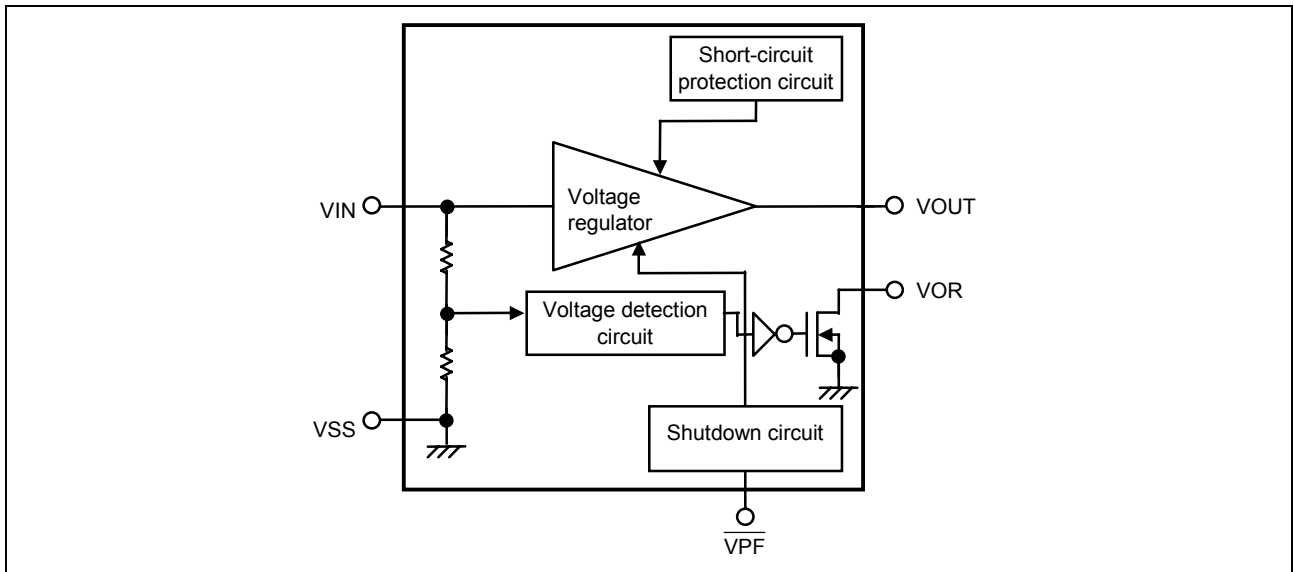 Short-circuit
protection circuit
VIN
Voltage
regulator
VOUT
VOR
Voltage detection
circuit
VSS
Shutdown circuit
VPF